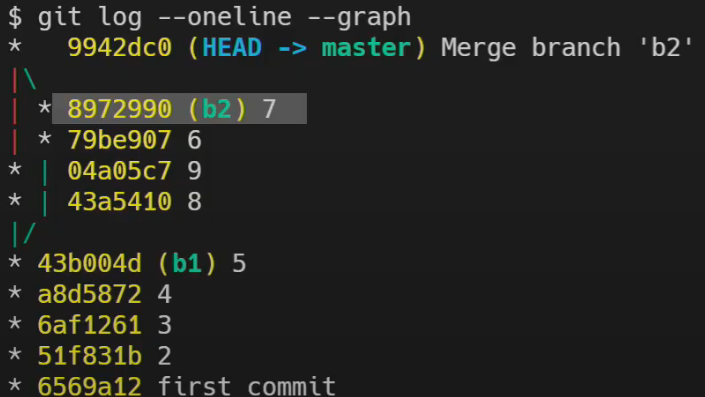 $ git log --oneline --graph
*   9942dc0 (HEAD -> master) Merge branch 'b2'
|\
| * 8972990 (b2) 7
| * 79be907 6
* | 04a05c7 9
* | 43a5410 8
|/
* 43b004d (b1) 5
* a8d5872 4
* 6af1261 3
* 51f831b 2
* 6569a12 first commit